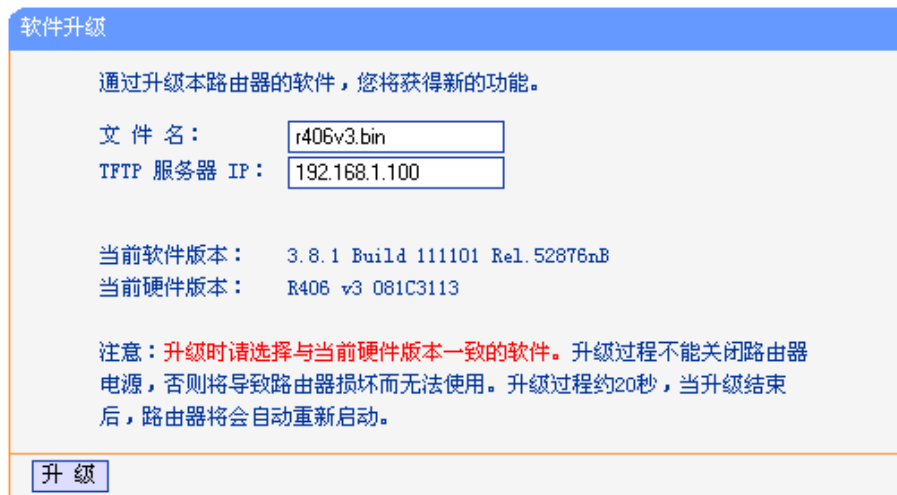 软件升级
通过升级本路由器的软件，您将获得新的功能。
文 件 名： r406v3.bin
TFTP 服务器 IP： 192.168.1.100
当前软件版本： 3.8.1 Build 111101 Rel.52876nB
当前硬件版本： R406 v3 081C3113
注意：升级时请选择与当前硬件版本一致的软件。升级过程不能关闭路由器
电源，否则将导致路由器损坏而无法使用。升级过程约20秒，当升级结束
后，路由器将会自动重新启动。
升 级